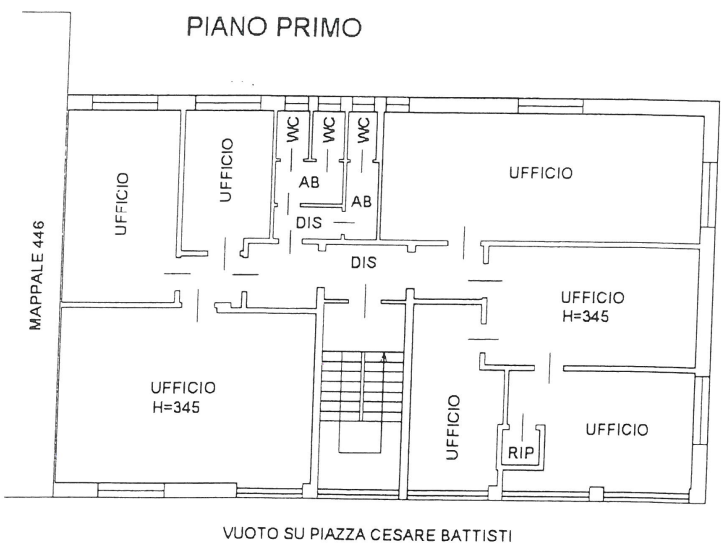 PIANO PRIMO
WC
WC
WC
UFFICIO
UFFICIO
AB
AB
UFFICIO
DIS
DIS
MAPPALE 446
UFFICIO
H=345
UFFICIO
H=345
UFFICIO
UFFICIO
RIP
VUOTO SU PIAZZA CESARE BATTISTI